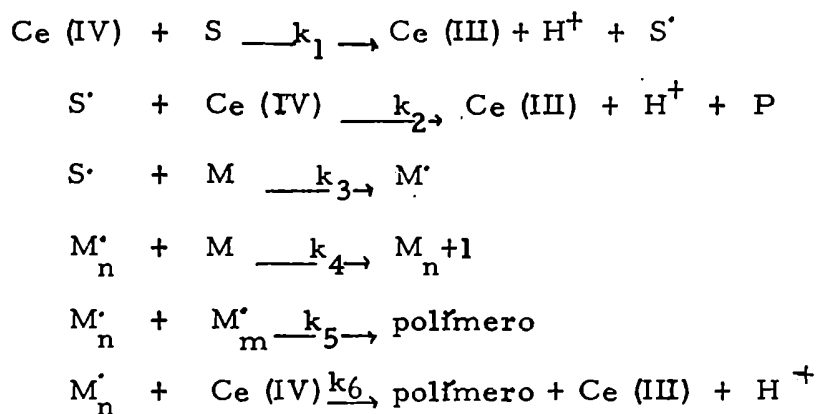 Ce (IV) + S k1 → Ce (III) + H+ + S·
S· + Ce (IV) k2 → Ce (III) + H+ + P
S· + M k3 → M·
M·n + M k4 → Mn+1
M·n + M·m k5 → polímero
M·n + Ce (IV) k6 → polímero + Ce (III) + H+